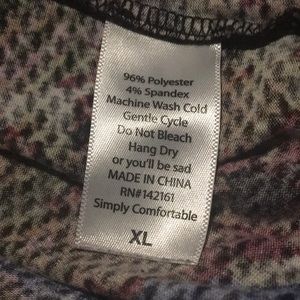 96% Polyester
4% Spandex
Machine Wash Cold
Gentle Cycle
Do Not Bleach
Hang Dry
or you'll be sad
MADE IN CHINA
RN#142161
Simply Comfortable
XL